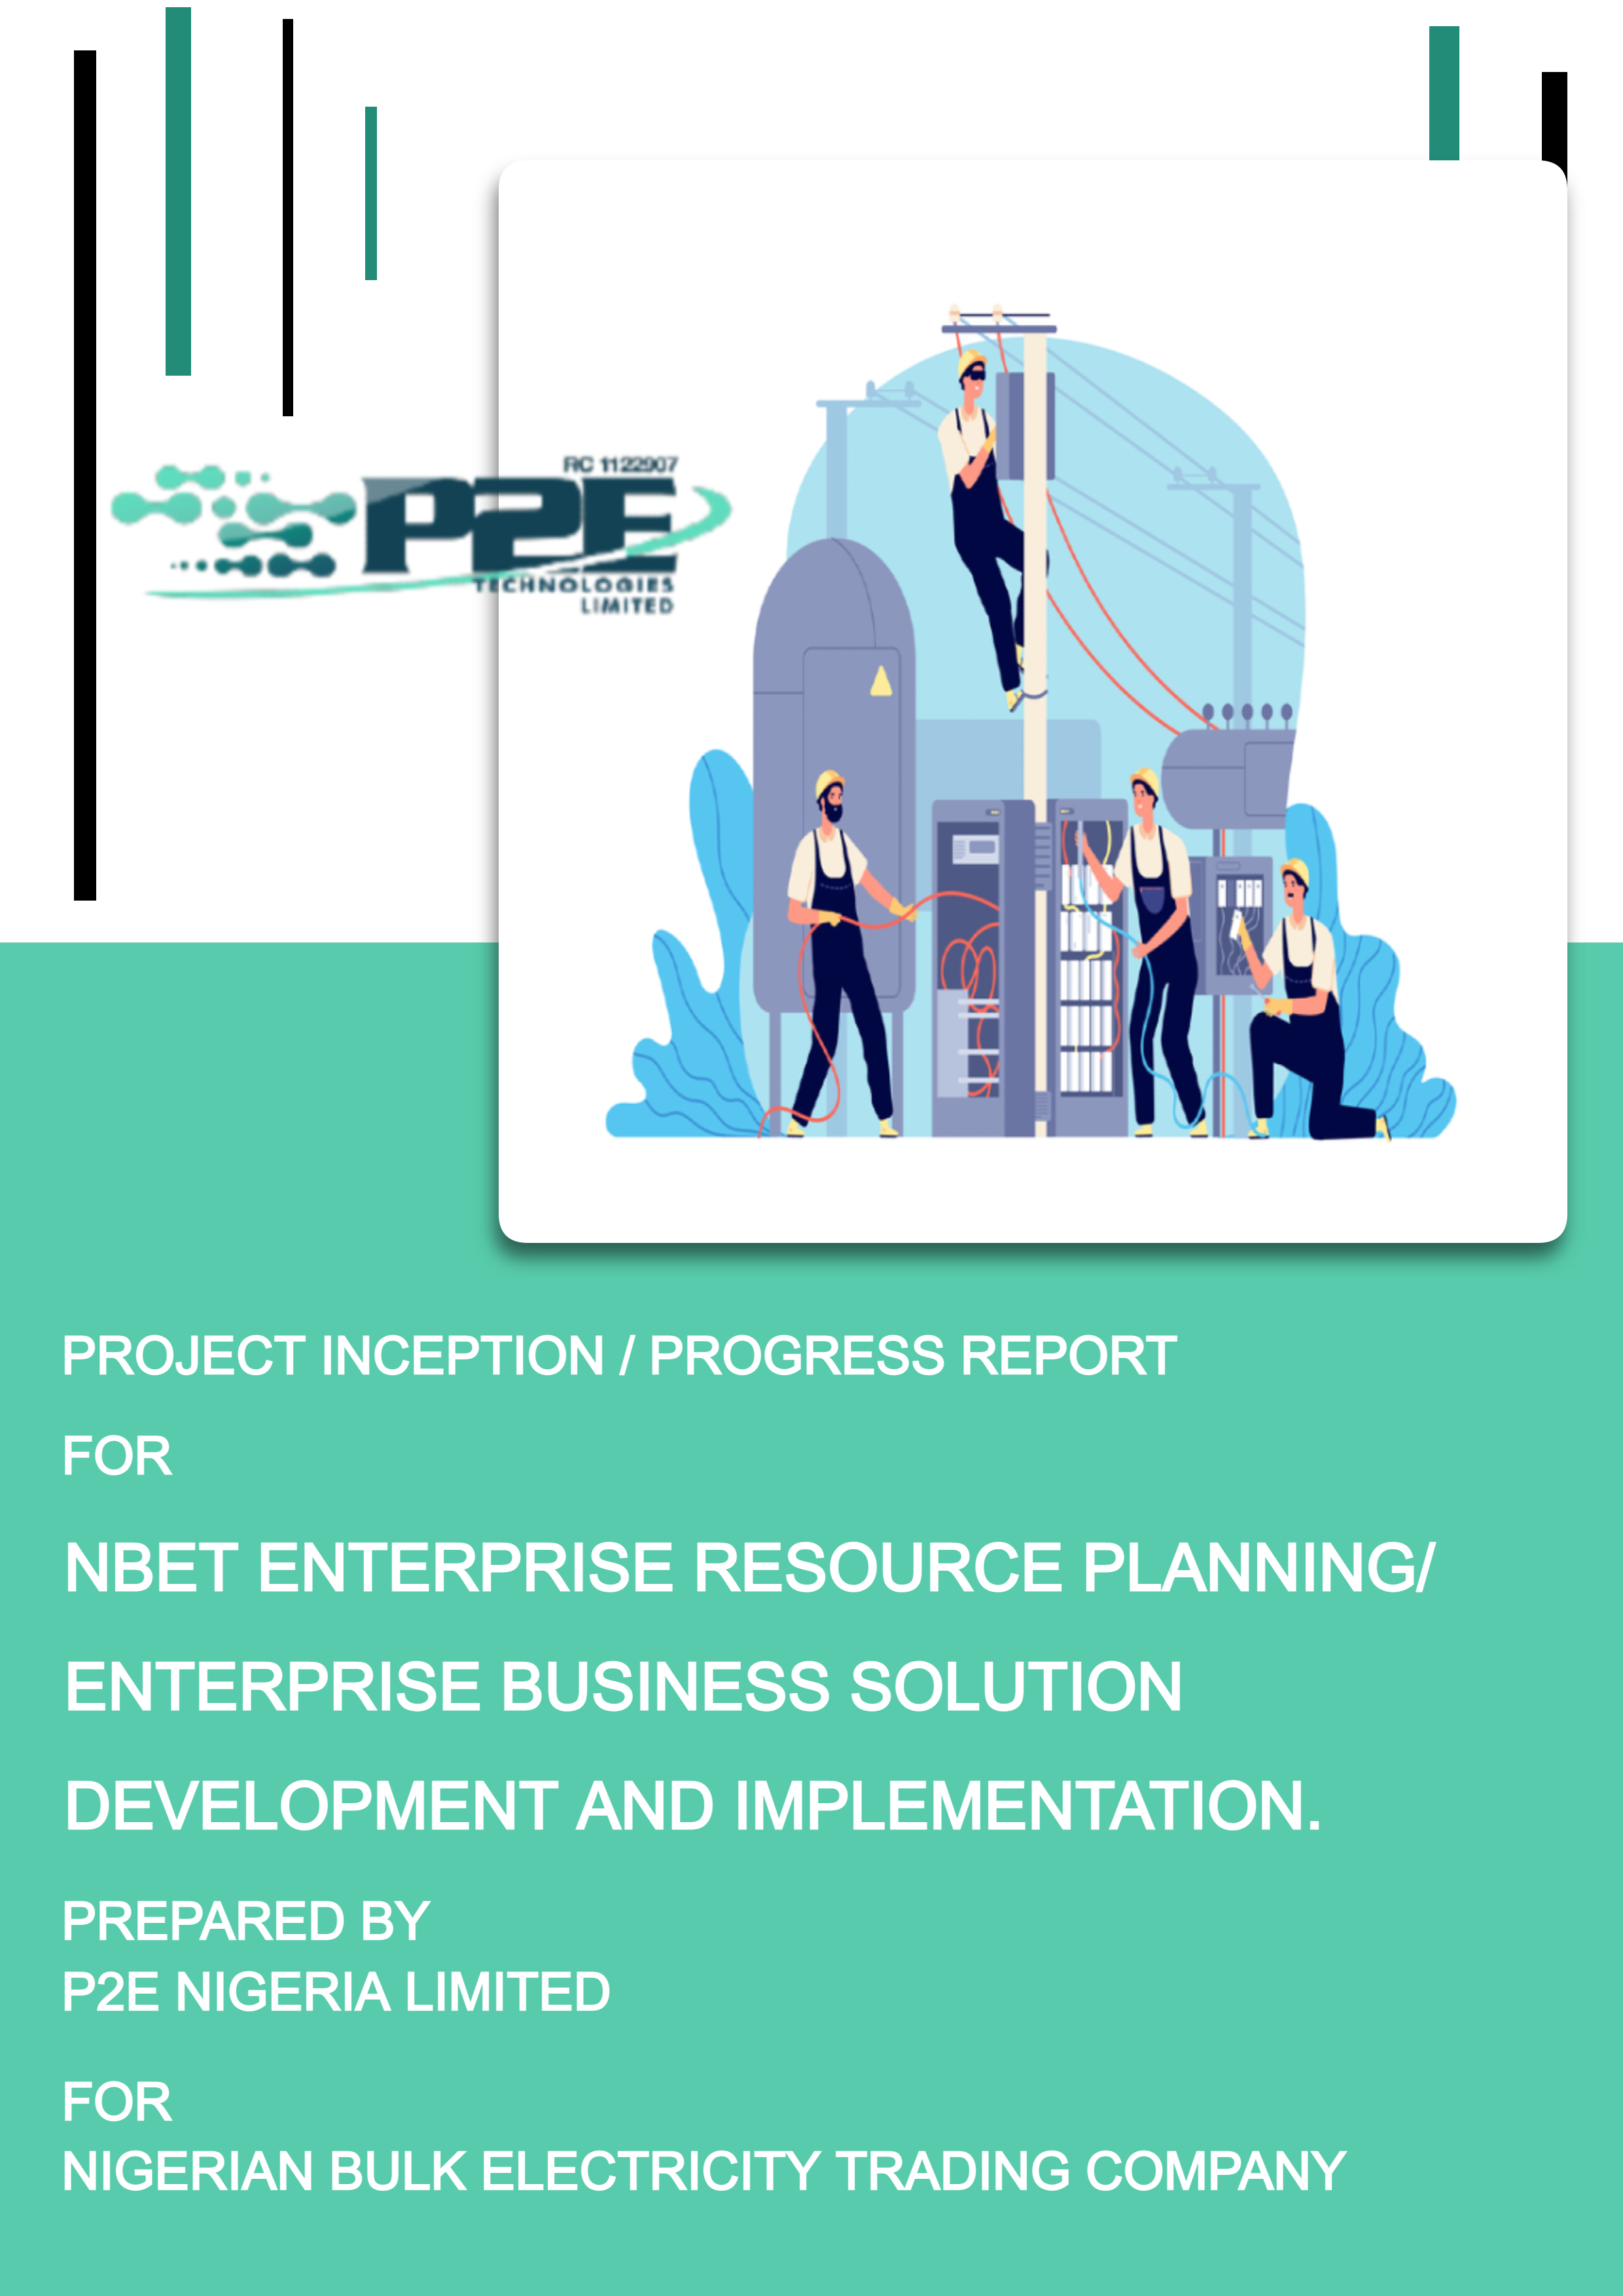 RC 1122907
P2E
TECHNOLOGIES
LIMITED
PROJECT INCEPTION / PROGRESS REPORT
FOR
NBET ENTERPRISE RESOURCE PLANNING/
ENTERPRISE BUSINESS SOLUTION
DEVELOPMENT AND IMPLEMENTATION.
PREPARED BY
P2E NIGERIA LIMITED
FOR
NIGERIAN BULK ELECTRICITY TRADING COMPANY